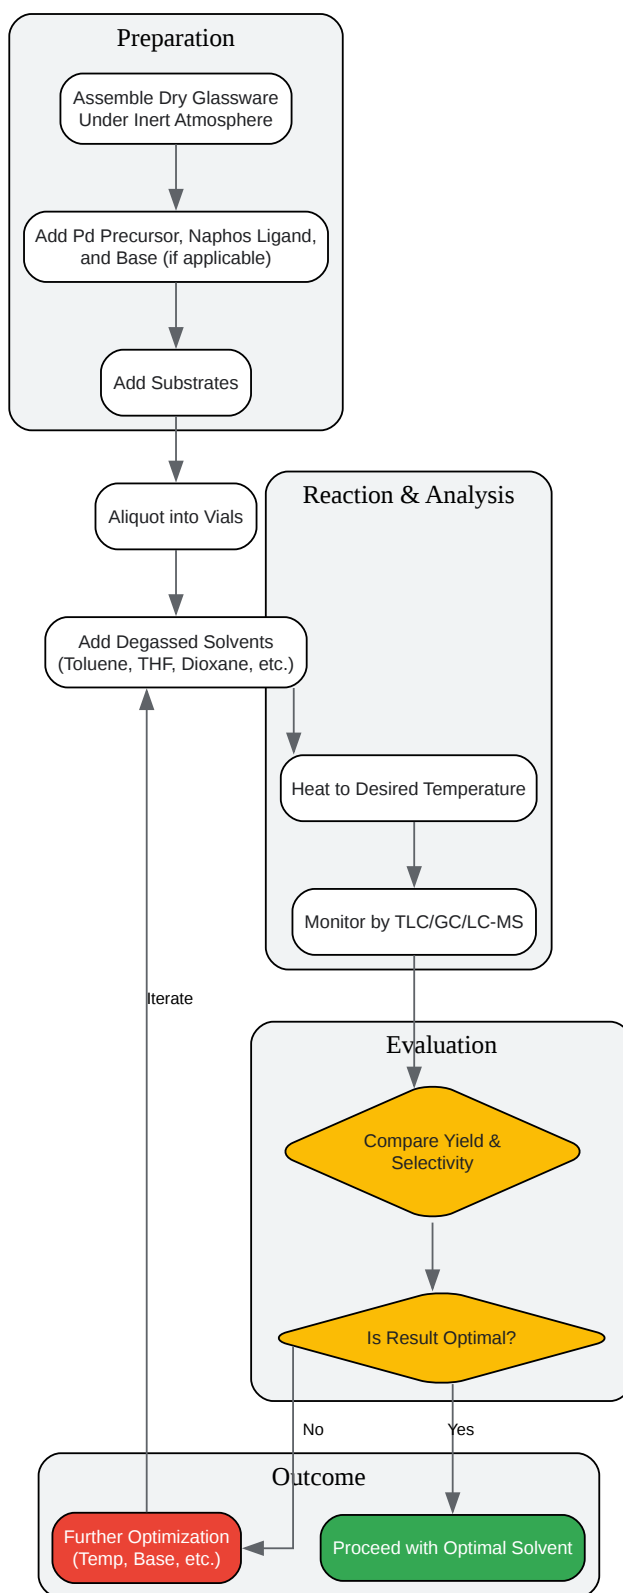 Preparation
Assemble Dry Glassware
Under Inert Atmosphere
Add Pd Precursor, Naphos Ligand,
and Base (if applicable)
Add Substrates
Aliquot into Vials
Reaction & Analysis
Add Degassed Solvents
(Toluene, THF, Dioxane, etc.)
Heat to Desired Temperature
Monitor by TLC/GC/LC-MS
Iterate
Evaluation
Compare Yield &
Selectivity
Is Result Optimal?
No
Yes
Outcome
Further Optimization
(Temp, Base, etc.)
Proceed with Optimal Solvent